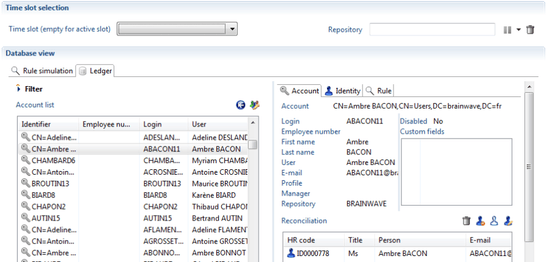 Time slot selection
Time slot (empty for active slot)
Repository
Database view
Rule simulation
Ledger
Filter
Account list
Identifier Employee nu... Login User
CN=Adeline... ADESLAN... Adeline DESLAND
CN=Ambre ... ABACON11 Ambre BACON
CHAMBARD6 CHAMBA... Myriam CHAMBA
CN=Antoin... ACROSNIE... Antoine CROSNIE
BROUTIN13 BROUTIN... Maurice BROUTIN
BIARD8 BIARD8 Karène BIARD
CHAPON2 CHAPON2 Thibaud CHAPO
AUTIN15 AUTIN15 Bertrand AUTIN
CN=Adeline... AFLAMEN... Adeline FLAMEN
CN=Antoin... AGROSSET... Antoine GROSSE
CN=Ambre ... ABONNO... Ambre BONNOT
Account
Identity
Rule
Account CN=Ambre BACON,CN=Users,DC=brainwave,DC=fr
Login ABACON11 Disabled No
Employee number Custom fields
First name Ambre
Last name BACON
User Ambre BACON
E-mail ABACON11@br
Profile
Manager
Repository BRAINWAVE
Reconciliation
HR code Title Person E-mail
ID0000778 Ms Ambre BACON ABACON11@